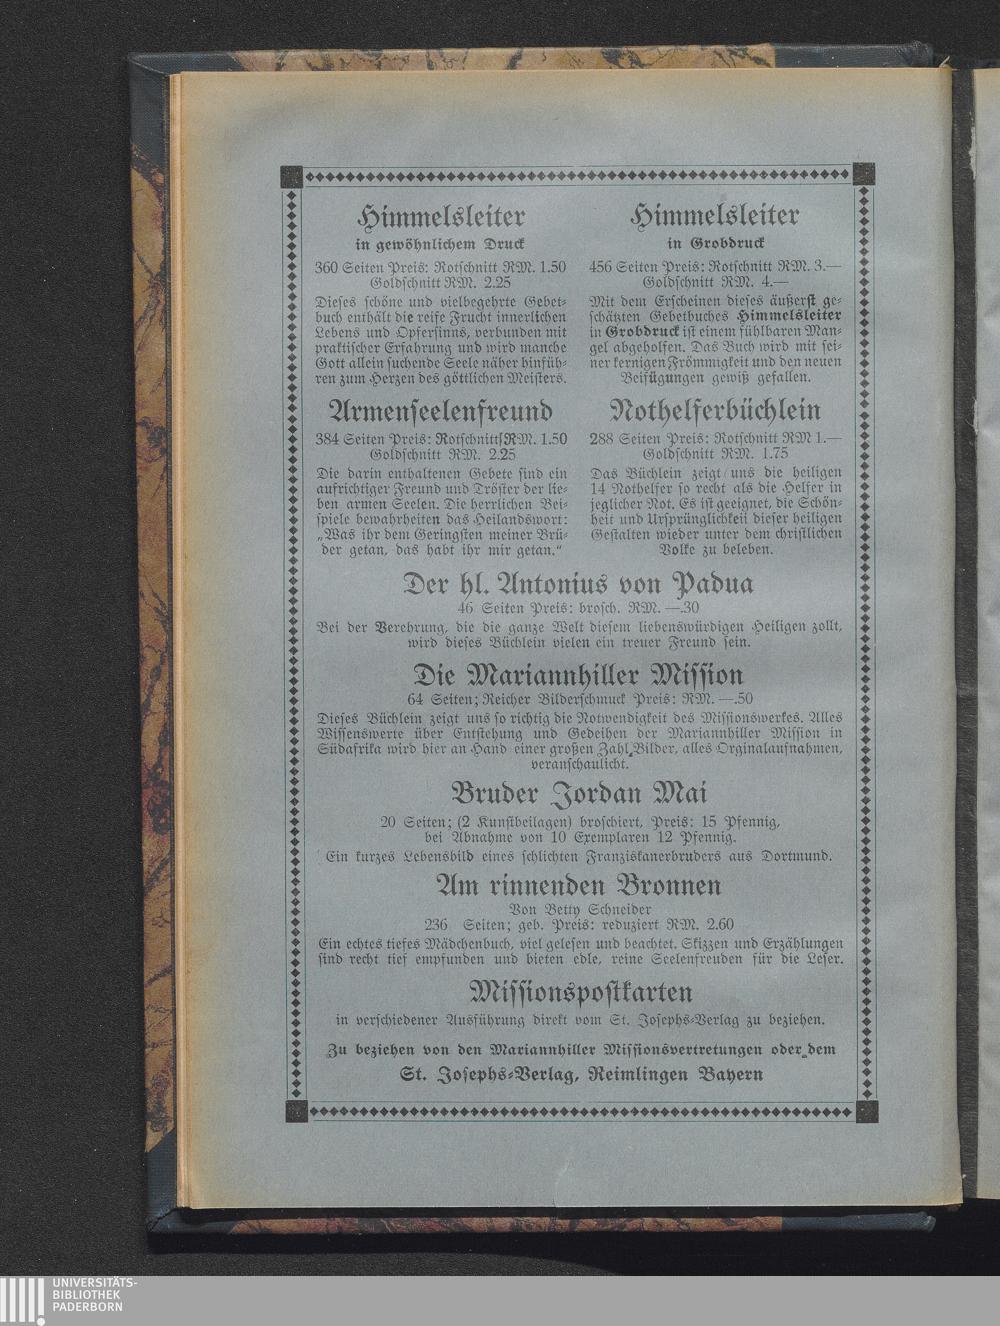 Himmelsleiter
in gewöhnlichem Druck
360 Seiten Preis: Rotschnitt RM. 1.50
Goldschnitt RM. 2.25
Dieses schöne und vielbegehrte Gebet-
buch enthält die reife Frucht innerlichen
Lebens und Opfersinns, verbunden mit
praktischer Erfahrung und wird manche
Gott allein suchende Seele näher hinfüh-
ren zum Herzen des göttlichen Meisters.
Himmelsleiter
in Grobdruck
456 Seiten Preis: Rotschnitt RM. 3.—
Goldschnitt RM. 4.—
Mit dem Erscheinen dieses äußerst ge-
schätzten Gebetbuches Himmelsleiter
in Grobdruck ist einem fühlbaren Man-
gel abgeholfen. Das Buch wird mit sei-
ner kernigen Frömmigkeit und den neuen
Beifügungen gewiß gefallen.
Armenseelenfreund
384 Seiten Preis: Rotschnitt RM. 1.50
Goldschnitt RM. 2.25
Die darin enthaltenen Gebete sind ein
aufrichtiger Freund und Tröster der lie-
ben armen Seelen. Die herrlichen Bei-
spiele bewahrheiten das Heilandswort:
„Was ihr dem Geringsten meiner Brü-
der getan, das habt ihr mir getan.“
Nothelferbüchlein
288 Seiten Preis: Rotschnitt RM 1.—
Goldschnitt RM. 1.75
Das Büchlein zeigt uns die heiligen
14 Nothelfer so recht als die Helfer in
jeglicher Not. Es ist geeignet, die Schön-
heit und Ursprünglichkeit dieser heiligen
Gestalten wieder unter dem christlichen
Volke zu beleben.
Der hl. Antonius von Padua
46 Seiten Preis: brosch. RM. —.30
Bei der Verehrung, die die ganze Welt diesem liebenswürdigen Heiligen zollt,
wird dieses Büchlein vielen ein treuer Freund sein.
Die Mariannhiller Mission
64 Seiten; Reicher Bilderschmuck Preis: RM. —.50
Dieses Büchlein zeigt uns so richtig die Notwendigkeit des Missionswerkes. Alles
Wissenswerte über Entstehung und Gedeihen der Mariannhiller Mission in
Südafrika wird hier an Hand einer großen Zahl Bilder, alles Orginalaufnahmen,
veranschaulicht.
Bruder Jordan Mai
20 Seiten; (2 Kunstbeilagen) broschiert, Preis: 15 Pfennig,
bei Abnahme von 10 Exemplaren 12 Pfennig.
Ein kurzes Lebensbild eines schlichten Franziskanerbruders aus Dortmund.
Am rinnenden Bronnen
Von Betty Schneider
236 Seiten; geb. Preis: reduziert RM. 2.60
Ein echtes tiefes Mädchenbuch, viel gelesen und beachtet. Skizzen und Erzählungen
sind recht tief empfunden und bieten edle, reine Seelenfreuden für die Leser.
Missionspostkarten
in verschiedener Ausführung direkt vom St. Josephs-Verlag zu beziehen.
Zu beziehen von den Mariannhiller Missionsvertretungen oder dem
St. Josephs-Verlag, Reimlingen Bayern
UNIVERSITÄTS-
BIBLIOTHEK
PADERBORN